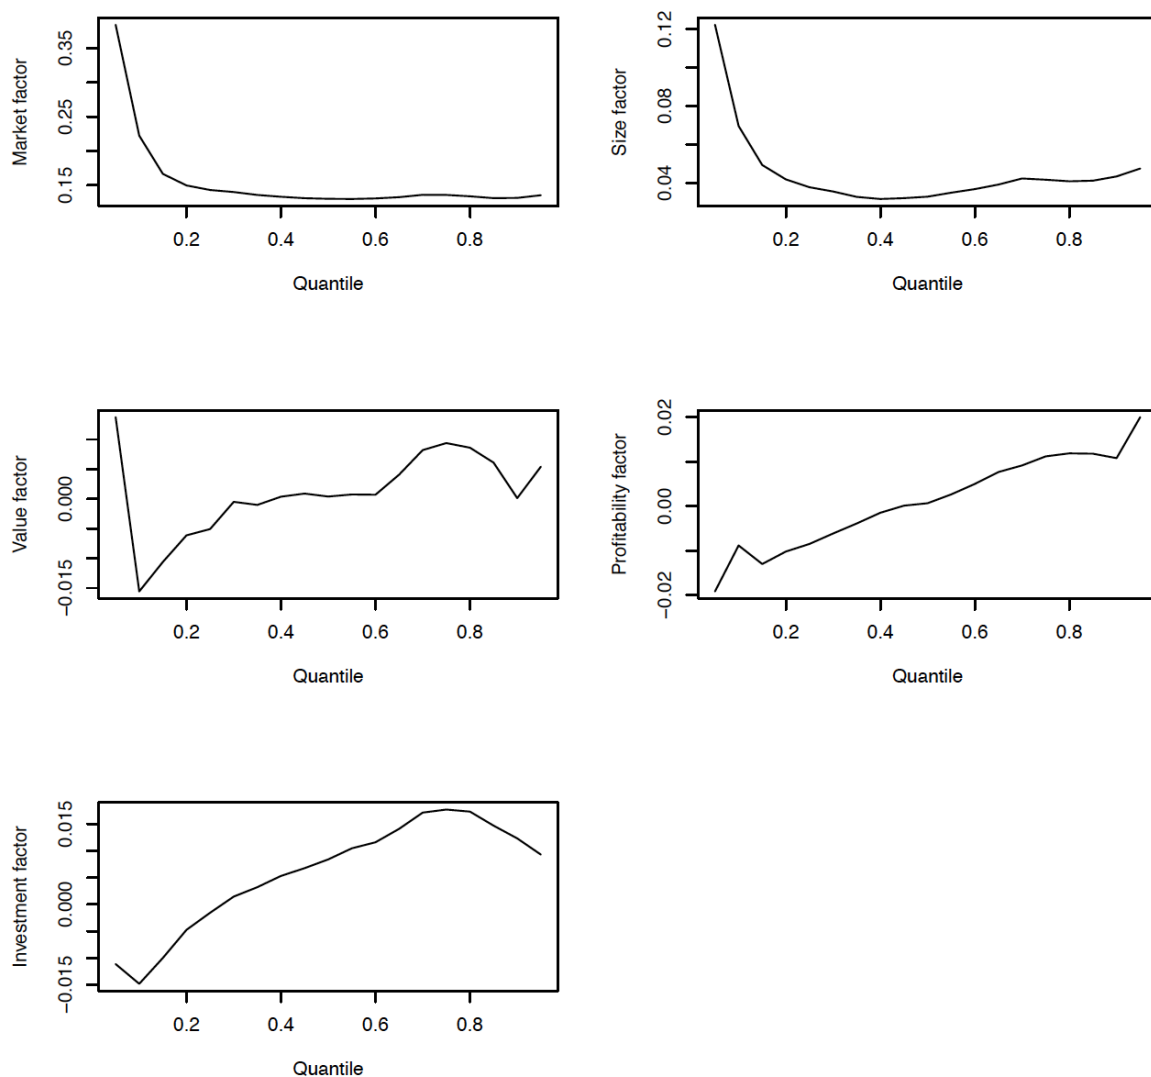 Market factor
0.35
0.25
0.15
0.2 0.4 0.6 0.8
Quantile
Size factor
0.12
0.08
0.04
0.2 0.4 0.6 0.8
Quantile
Value factor
0.000
−0.015
0.2 0.4 0.6 0.8
Quantile
Profitability factor
0.02
0.00
−0.02
0.2 0.4 0.6 0.8
Quantile
Investment factor
0.015
0.000
−0.015
0.2 0.4 0.6 0.8
Quantile